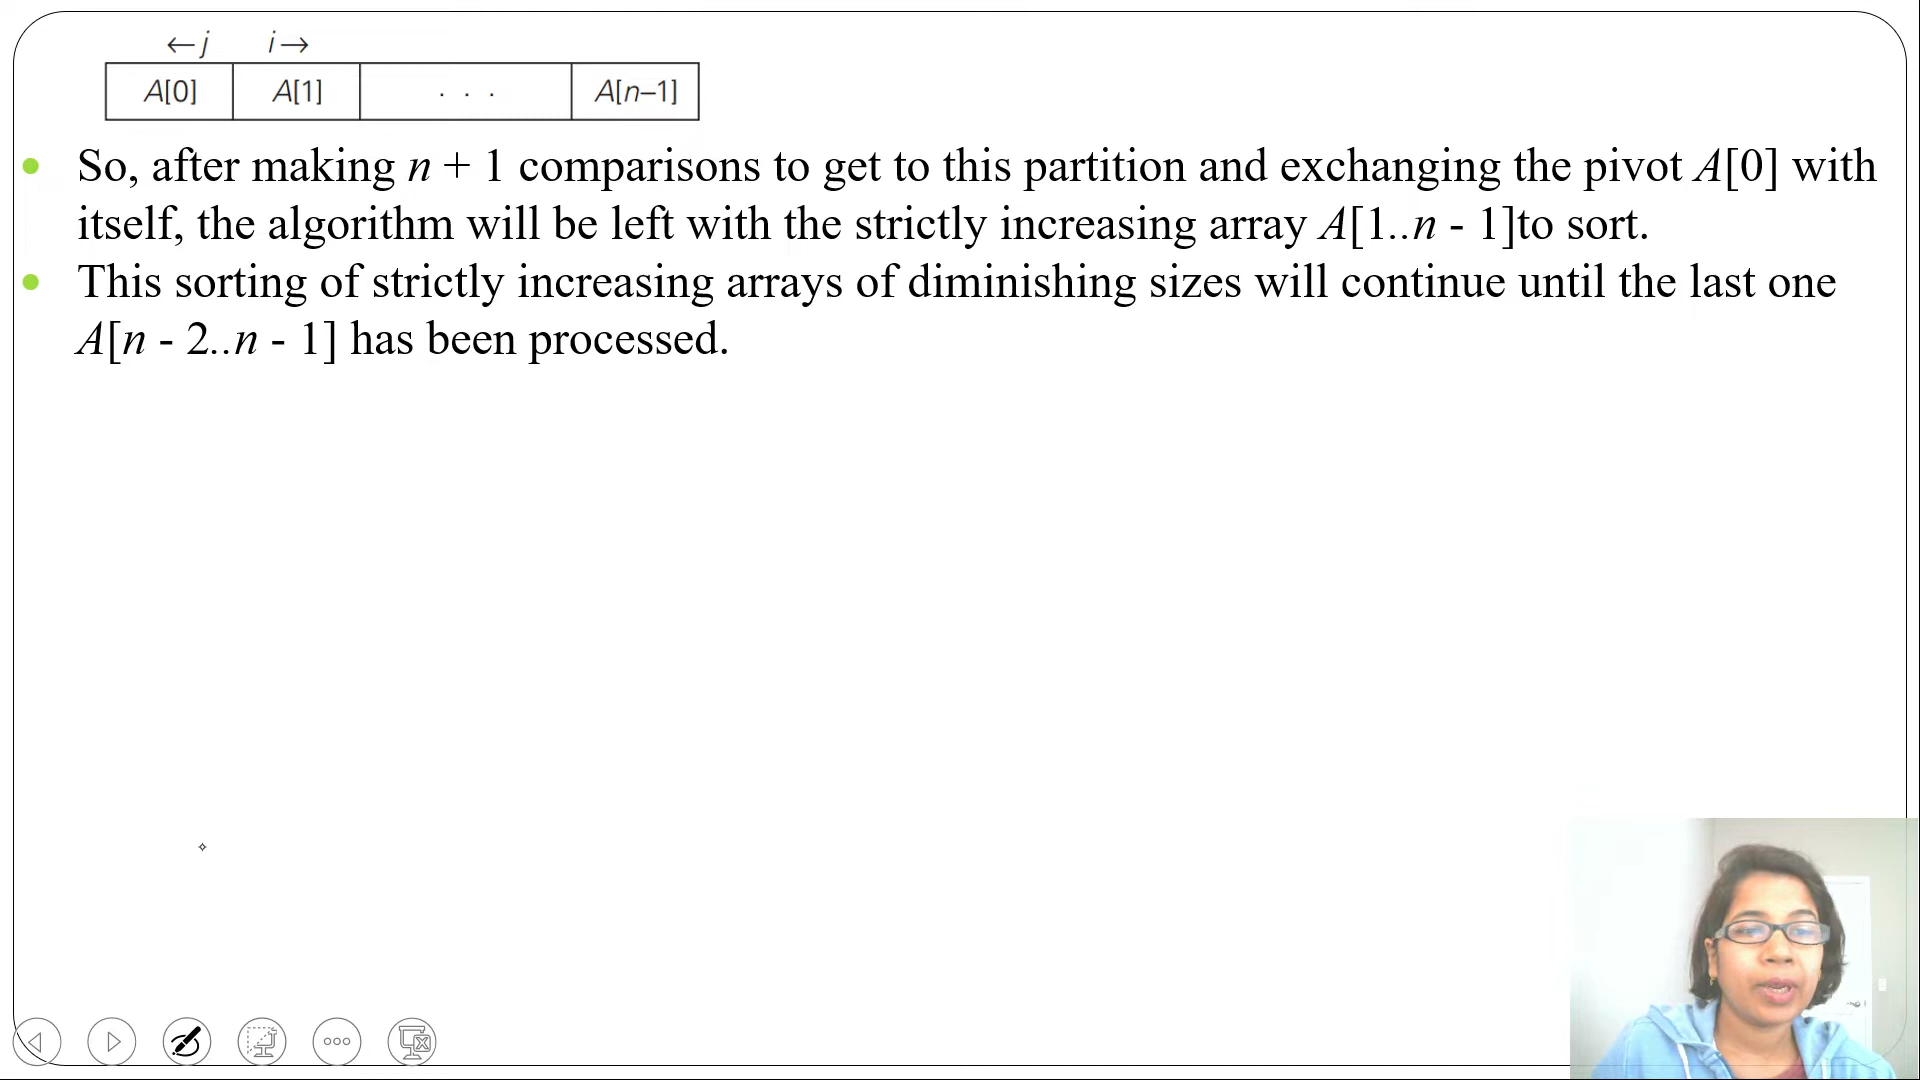 ←j i→
A[0] A[1] . . . A[n–1]
So, after making n + 1 comparisons to get to this partition and exchanging the pivot A[0] with
itself, the algorithm will be left with the strictly increasing array A[1..n - 1]to sort.
This sorting of strictly increasing arrays of diminishing sizes will continue until the last one
A[n - 2..n - 1] has been processed.